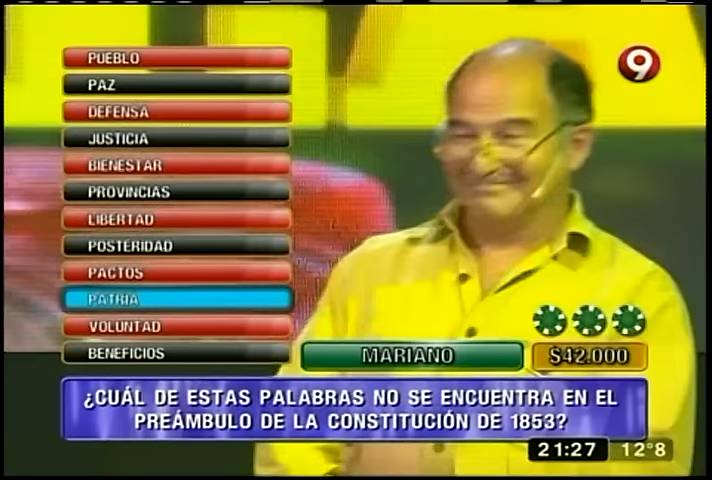 PUEBLO
9
PAZ
DEFENSA
JUSTICIA
BIENESTAR
PROVINCIAS
LIBERTAD
POSTERIDAD
PACTOS
PATRIA
VOLUNTAD
BENEFICIOS
MARIANO
$42.000
¿CUÁL DE ESTAS PALABRAS NO SE ENCUENTRA EN EL
PREÁMBULO DE LA CONSTITUCIÓN DE 1853?
21:27 12°8